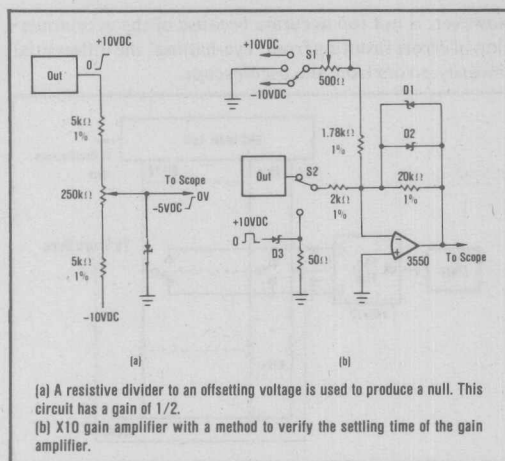 +10VDC
0
Out
5kΩ
1%
250kΩ
To Scope
-5VDC
0V
5kΩ
1%
-10VDC
(a)
+10VDC
S1
-10VDC
500Ω
D1
1.78kΩ
1%
D2
Out
S2
20kΩ
1%
2kΩ
1%
+10VDC
0
D3
50Ω
−
+
3550
To Scope
(b)
(a) A resistive divider to an offsetting voltage is used to produce a null. This
circuit has a gain of 1/2.
(b) X10 gain amplifier with a method to verify the settling time of the gain
amplifier.